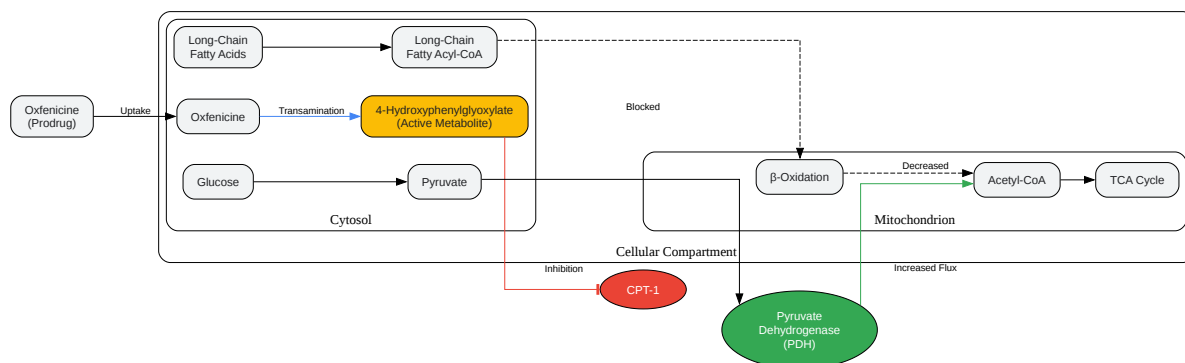 Long-Chain
Fatty Acids
Long-Chain
Fatty Acyl-CoA
Oxfenicine
(Prodrug)
Uptake
Oxfenicine
Transamination
4-Hydroxyphenylglyoxylate
(Active Metabolite)
Blocked
Glucose
Pyruvate
β-Oxidation
Decreased
Acetyl-CoA
TCA Cycle
Cytosol
Mitochondrion
Cellular Compartment
Inhibition
Increased Flux
CPT-1
Pyruvate
Dehydrogenase
(PDH)